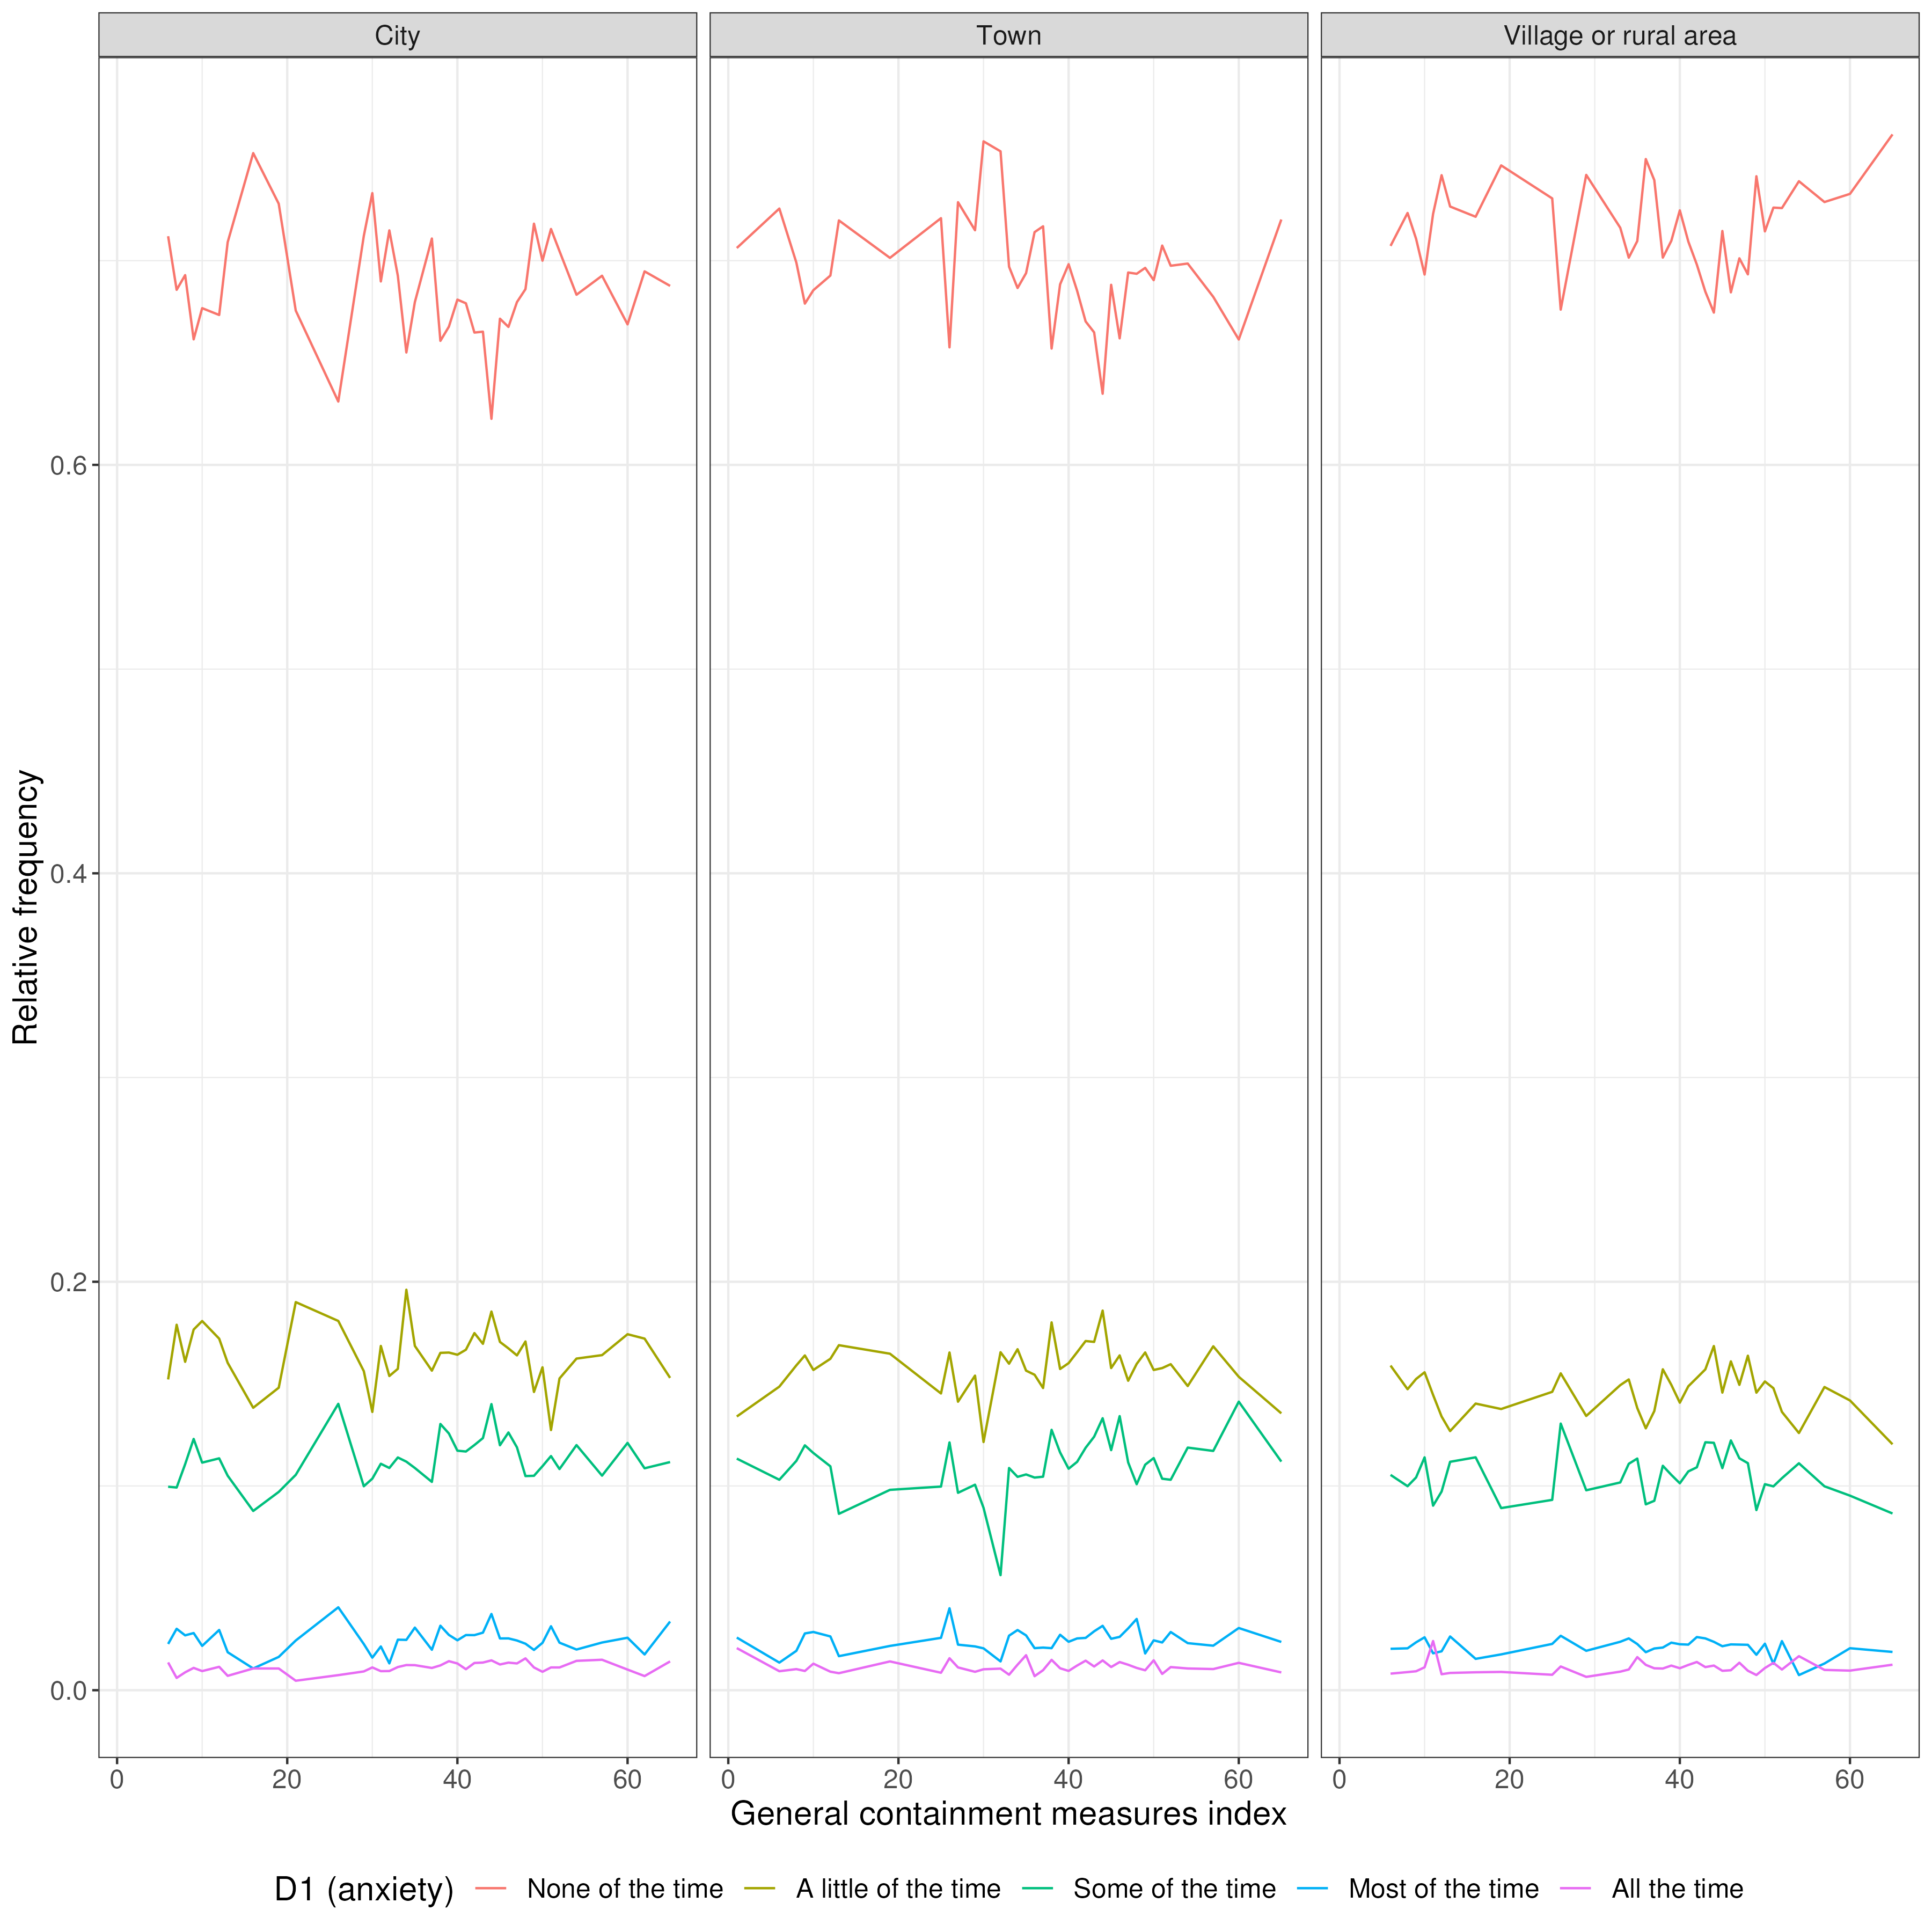 City
Town
Village or rural area
Relative frequency
0.6
0.4
0.2
0.0
0 20 40 60
0 20 40 60
0 20 40 60
General containment measures index
D1 (anxiety) None of the time A little of the time Some of the time Most of the time All the time